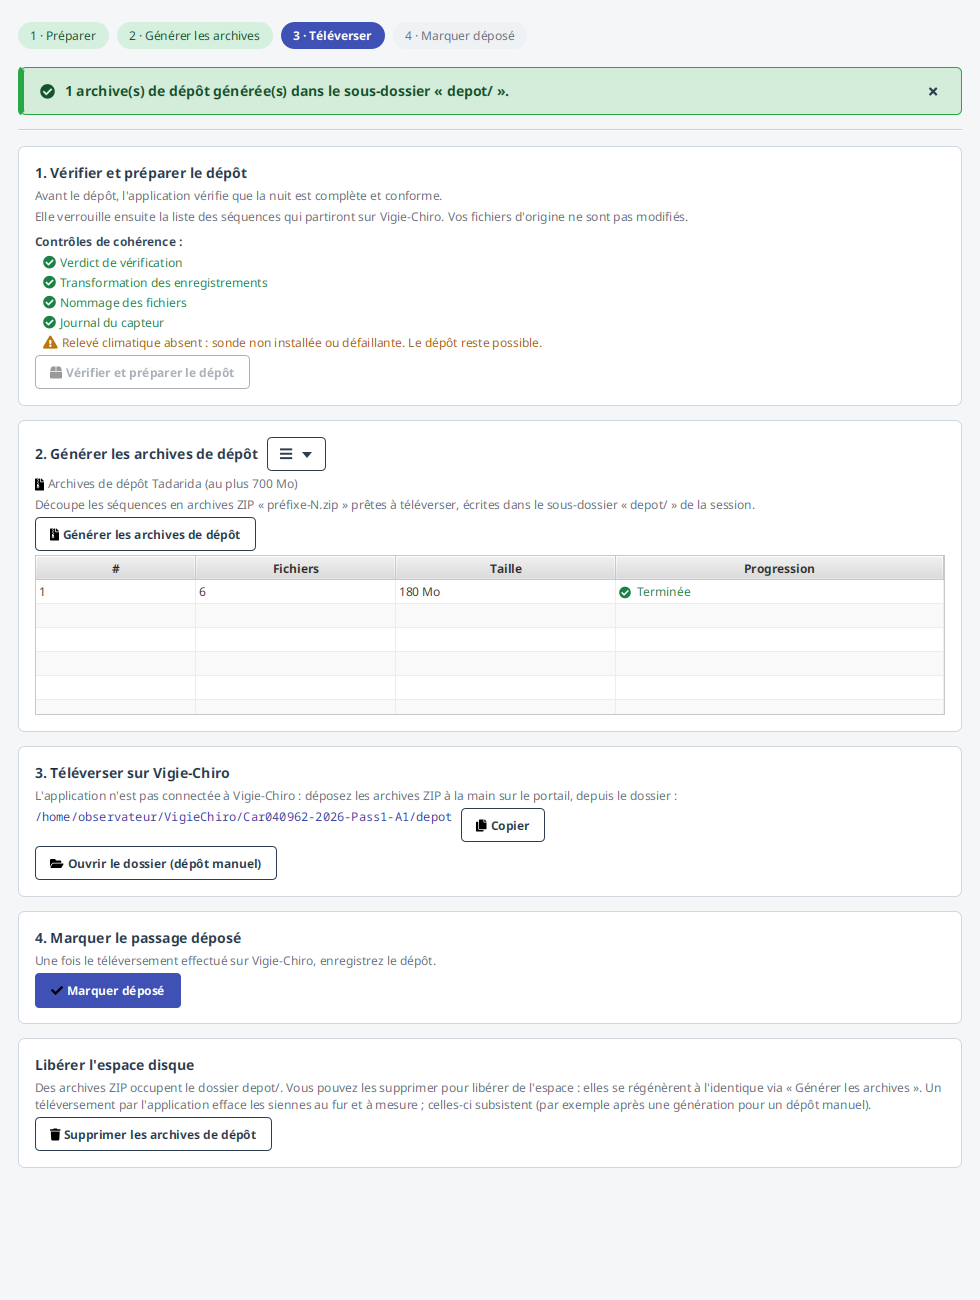 1 · Préparer
2 · Générer les archives
3 · Téléverser
4 · Marquer déposé
1 archive(s) de dépôt générée(s) dans le sous-dossier « depot/ ».
1. Vérifier et préparer le dépôt
Avant le dépôt, l'application vérifie que la nuit est complète et conforme.
Elle verrouille ensuite la liste des séquences qui partiront sur Vigie-Chiro. Vos fichiers d'origine ne sont pas modifiés.
Contrôles de cohérence :
Verdict de vérification
Transformation des enregistrements
Nommage des fichiers
Journal du capteur
Relevé climatique absent : sonde non installée ou défaillante. Le dépôt reste possible.
Vérifier et préparer le dépôt
2. Générer les archives de dépôt
Archives de dépôt Tadarida (au plus 700 Mo)
Découpe les séquences en archives ZIP « préfixe-N.zip » prêtes à téléverser, écrites dans le sous-dossier « depot/ » de la session.
Générer les archives de dépôt
# Fichiers Taille Progression
1 6 180 Mo Terminée
3. Téléverser sur Vigie-Chiro
L'application n'est pas connectée à Vigie-Chiro : déposez les archives ZIP à la main sur le portail, depuis le dossier :
/home/observateur/VigieChiro/Car040962-2026-Pass1-A1/depot
Copier
Ouvrir le dossier (dépôt manuel)
4. Marquer le passage déposé
Une fois le téléversement effectué sur Vigie-Chiro, enregistrez le dépôt.
Marquer déposé
Libérer l'espace disque
Des archives ZIP occupent le dossier depot/. Vous pouvez les supprimer pour libérer de l'espace : elles se régénèrent à l'identique via « Générer les archives ». Un
téléversement par l'application efface les siennes au fur et à mesure ; celles-ci subsistent (par exemple après une génération pour un dépôt manuel).
Supprimer les archives de dépôt